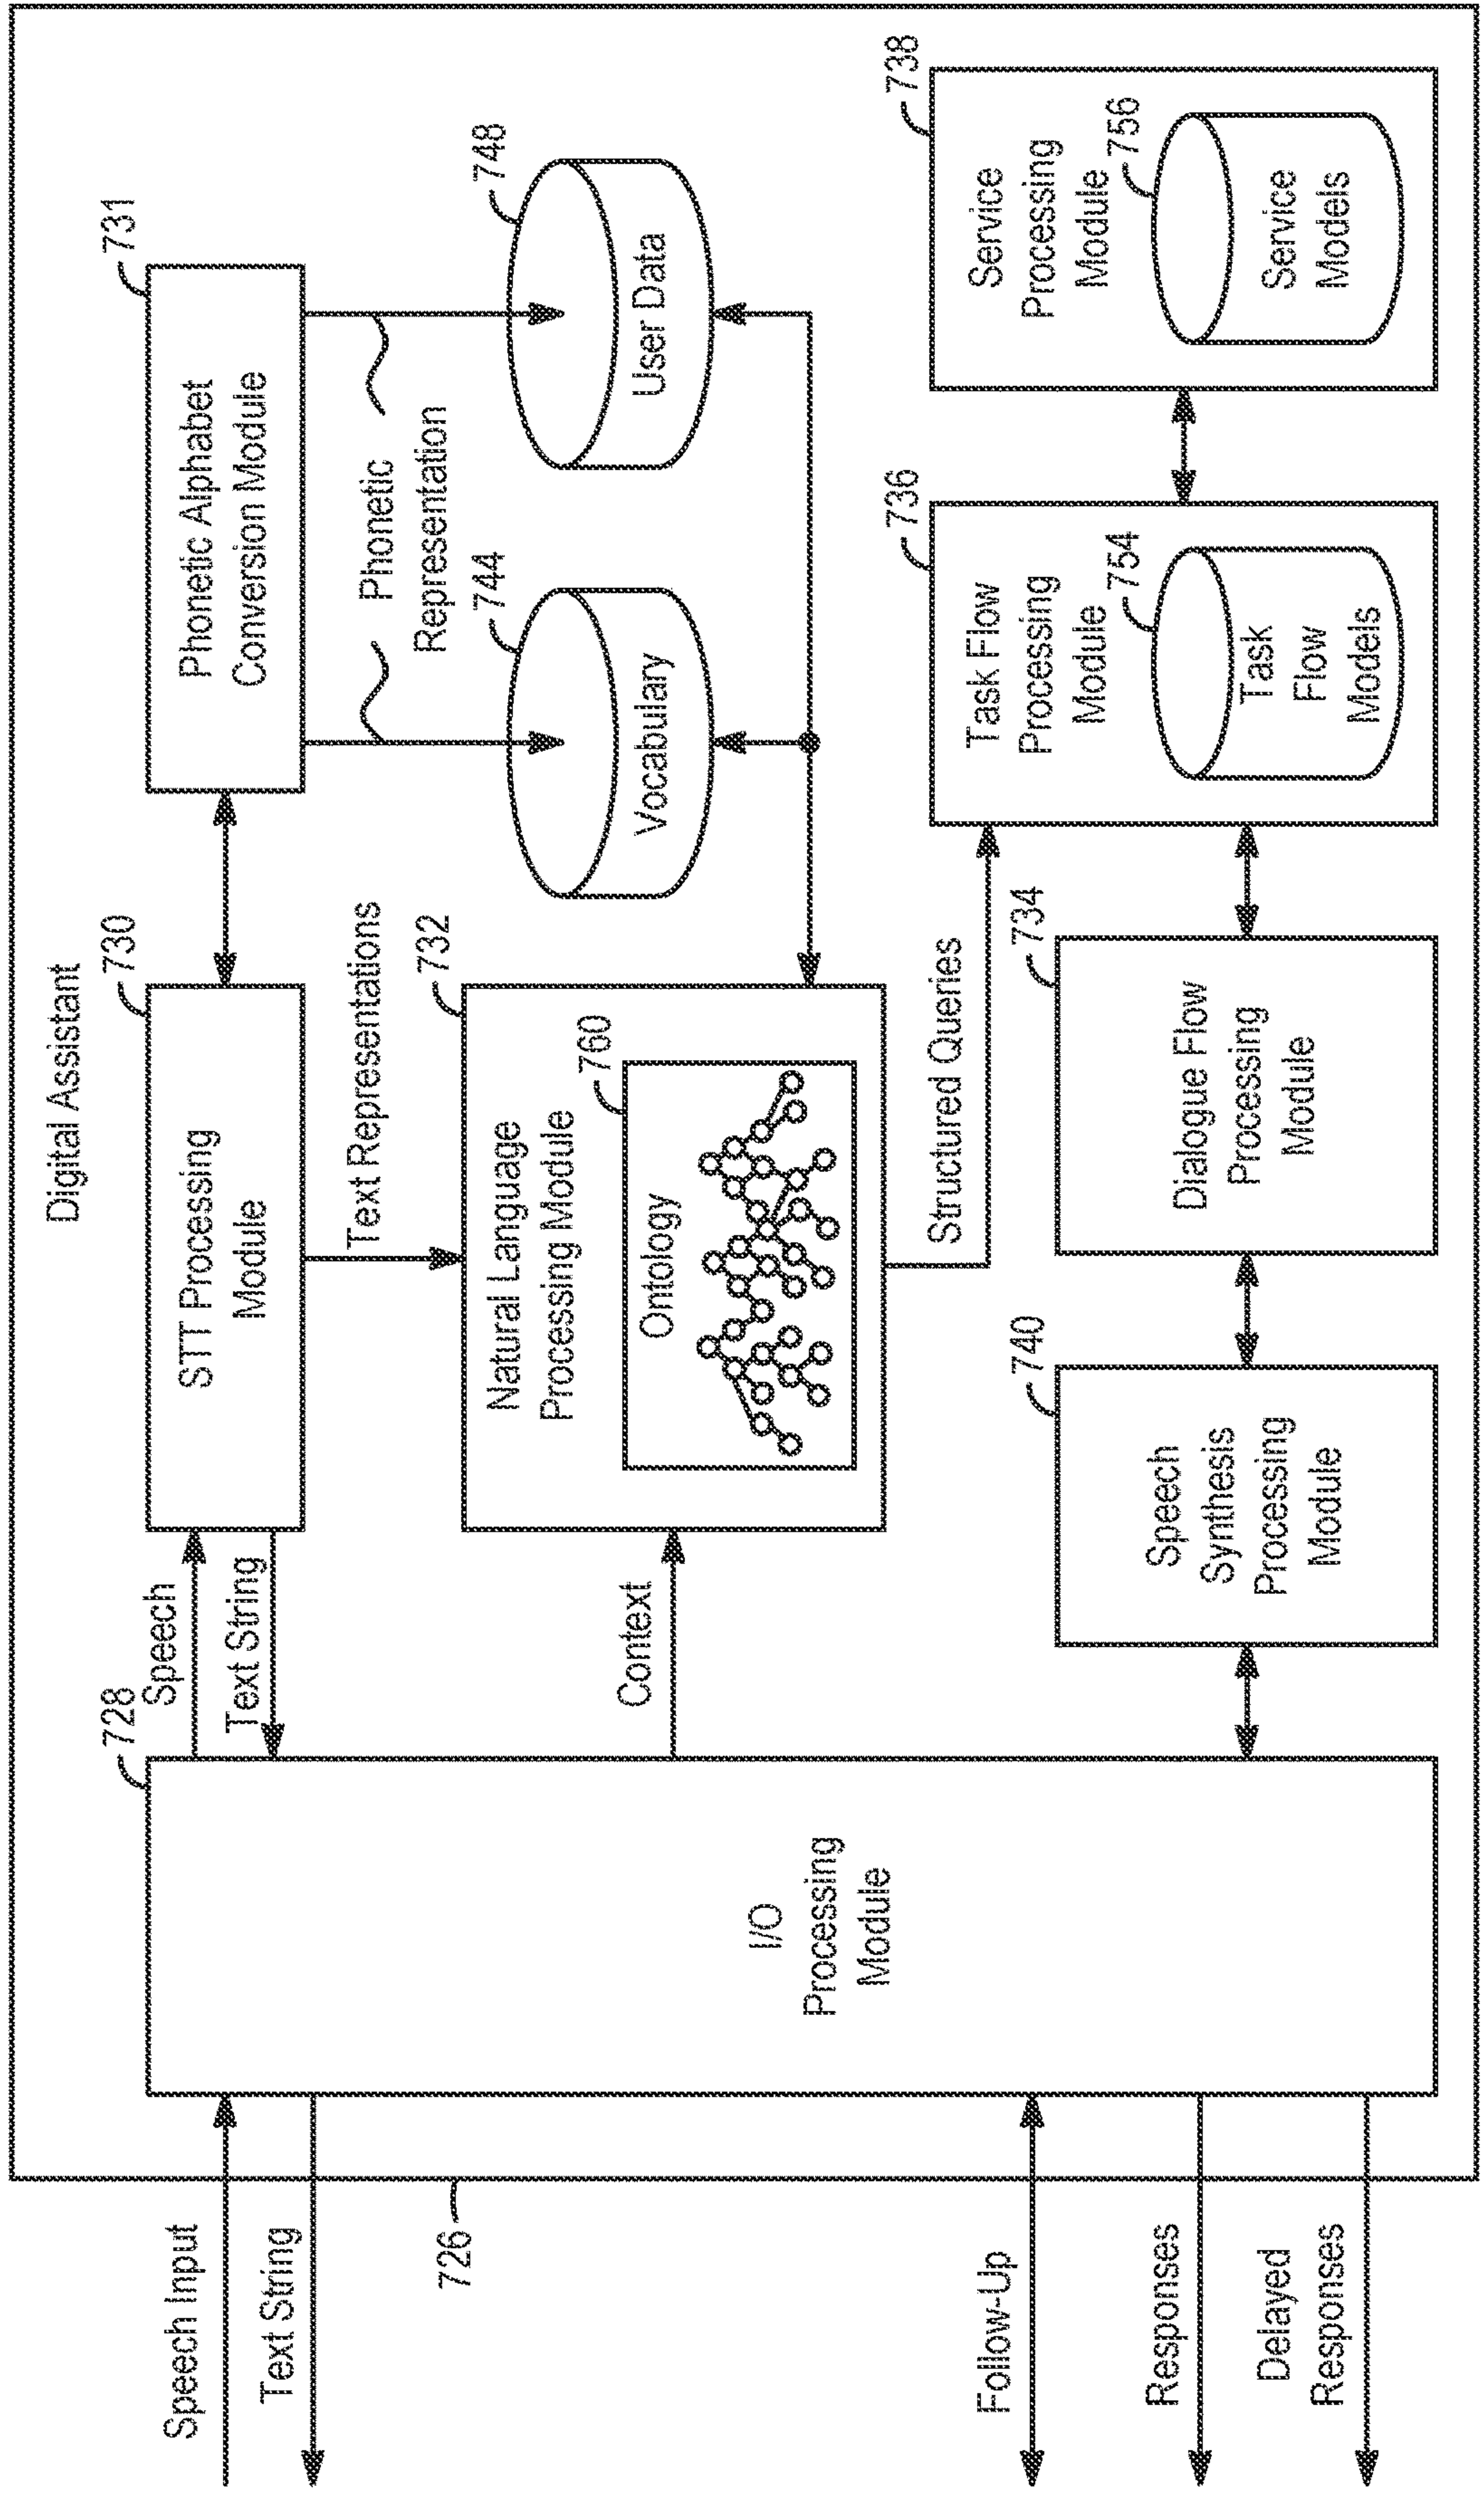 Digital Assistant
Speech Input
Text String
726
Follow-Up
Responses
Delayed
Responses
728
I/O
Processing
Module
Speech
Text String
Context
730
STT Processing
Module
731
Phonetic Alphabet
Conversion Module
Text Representations
Phonetic
Representation
732
Natural Language
Processing Module
760
Ontology
744
Vocabulary
748
User Data
Structured Queries
740
Speech
Synthesis
Processing
Module
734
Dialogue Flow
Processing
Module
736
Task Flow
Processing
Module
754
Task
Flow
Models
738
Service
Processing
Module
756
Service
Models